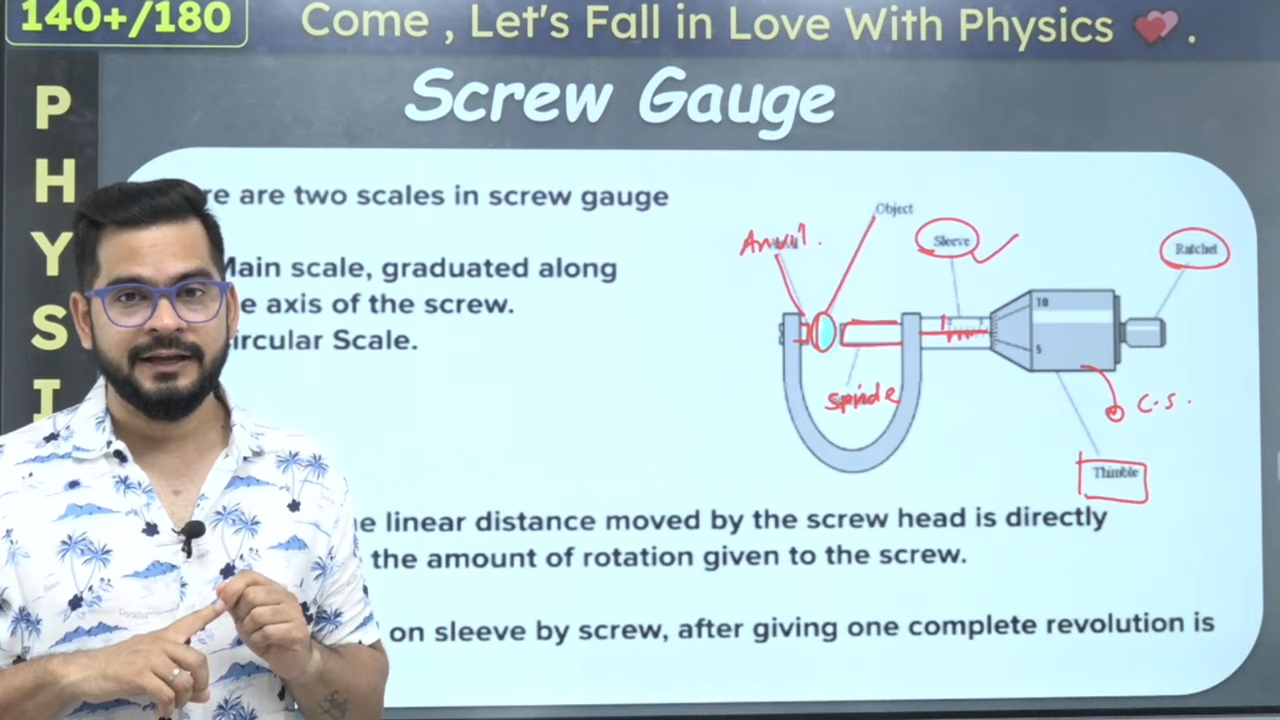 140+/180
Come , Let's Fall in Love With Physics 💕 .
PHYSI
Screw Gauge
re are two scales in screw gauge
Main scale, graduated along
e axis of the screw.
ircular Scale.
Anvil.
Object
Sleeve
Ratchet
10
5
Spindle
C.S.
Thimble
e linear distance moved by the screw head is directly
the amount of rotation given to the screw.
on sleeve by screw, after giving one complete revolution is